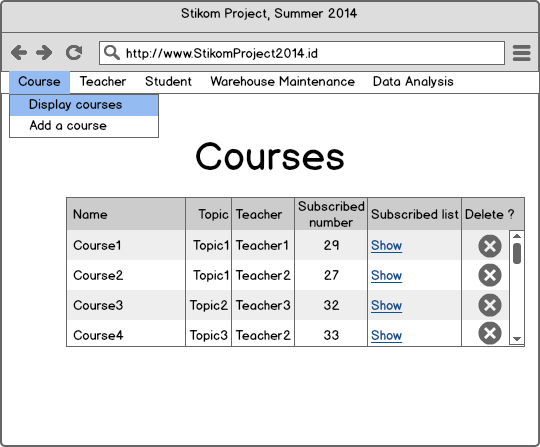 Stikom Project, Summer 2014
http://www.StikomProject2014.id
Course Teacher Student Warehouse Maintenance Data Analysis
Display courses
Add a course
Courses
Name Topic Teacher Subscribed number Subscribed list Delete ?
Course1 Topic1 Teacher1 29 Show
Course2 Topic1 Teacher2 27 Show
Course3 Topic2 Teacher3 32 Show
Course4 Topic3 Teacher2 33 Show